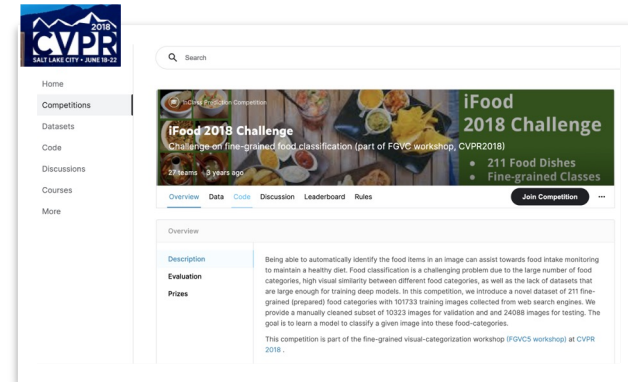 2018
CVPR
SALT LAKE CITY • JUNE 18-22
Search
Home
Competitions
Datasets
Code
Discussions
Courses
More
InClass Prediction Competition
iFood 2018 Challenge
Challenge on fine-grained food classification (part of FGVC workshop, CVPR2018)
27 teams · 3 years ago
iFood
2018 Challenge
• 211 Food Dishes
• Fine-grained Classes
Overview Data Code Discussion Leaderboard Rules Join Competition ...
Overview
Description
Evaluation
Prizes
Being able to automatically identify the food items in an image can assist towards food intake monitoring
to maintain a healthy diet. Food classification is a challenging problem due to the large number of food
categories, high visual similarity between different food categories, as well as the lack of datasets that
are large enough for training deep models. In this competition, we introduce a novel dataset of 211 fine-
grained (prepared) food categories with 101733 training images collected from web search engines. We
provide a manually cleaned subset of 10323 images for validation and and 24088 images for testing. The
goal is to learn a model to classify a given image into these food-categories.
This competition is part of the fine-grained visual-categorization workshop (FGVC5 workshop) at CVPR
2018 .